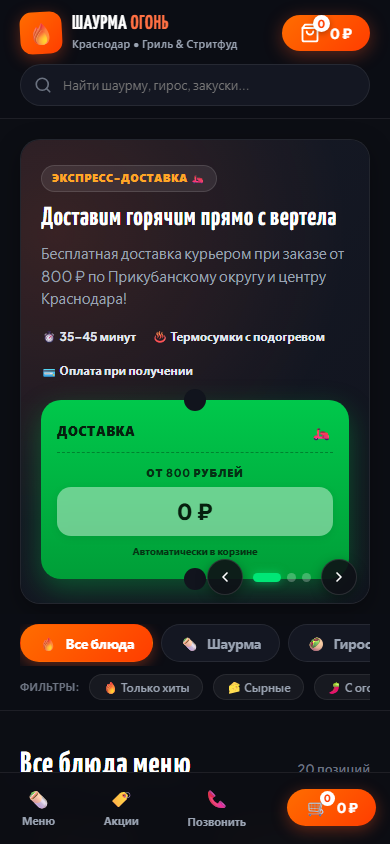 ШАУРМА ОГОНЬ
Краснодар • Гриль & Стритфуд
0
0 ₽
Найти шаурму, гирос, закуски...
ЭКСПРЕСС-ДОСТАВКА
Доставим горячим прямо с вертела
Бесплатная доставка курьером при заказе от
800 ₽ по Прикубанскому округу и центру
Краснодара!
35–45 минут
Термосумки с подогревом
Оплата при получении
ДОСТАВКА
ОТ 800 РУБЛЕЙ
0 ₽
Автоматически в корзине
Все блюда
Шаурма
Гирос
ФИЛЬТРЫ:
Только хиты
Сырные
С ого
Все блюда меню
20 позиций
Меню
Акции
Позвонить
0
0 ₽